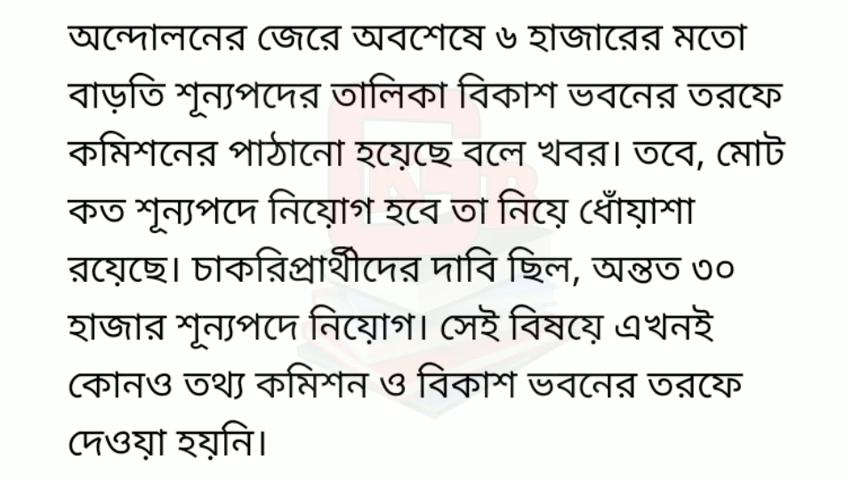 অন্দোলনের জেরে অবশেষে ৬ হাজারের মতো
বাড়তি শূন্যপদের তালিকা বিকাশ ভবনের তরফে
কমিশনের পাঠানো হয়েছে বলে খবর। তবে, মোট
কত শূন্যপদে নিয়োগ হবে তা নিয়ে ধোঁয়াশা
রয়েছে। চাকরিপ্রার্থীদের দাবি ছিল, অন্তত ৩০
হাজার শূন্যপদে নিয়োগ। সেই বিষয়ে এখনই
কোনও তথ্য কমিশন ও বিকাশ ভবনের তরফে
দেওয়া হয়নি।